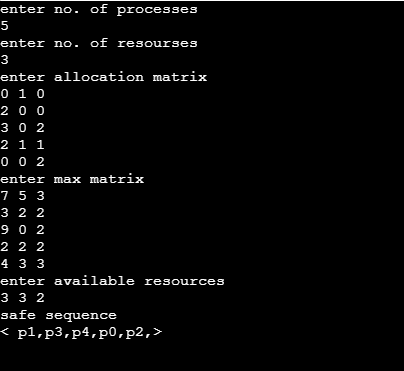 enter no. of processes
5
enter no. of resourses
3
enter allocation matrix
0 1 0
2 0 0
3 0 2
2 1 1
0 0 2
enter max matrix
7 5 3
3 2 2
9 0 2
2 2 2
4 3 3
enter available resources
3 3 2
safe sequence
< p1,p3,p4,p0,p2,>